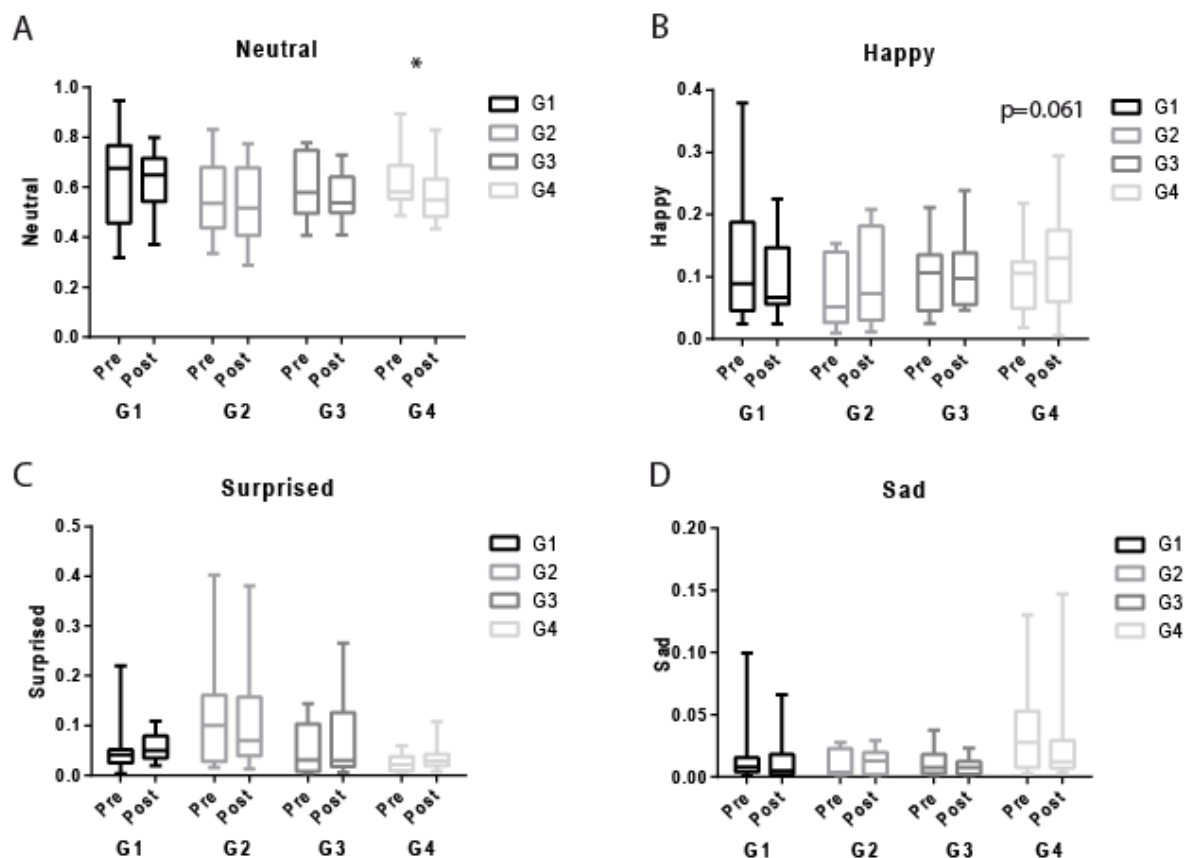 A
Neutral
*
1.0
0.8
0.6
0.4
0.2
0.0
Neutral
Pre Post Pre Post Pre Post Pre Post
G1 G2 G3 G4
G1
G2
G3
G4
B
Happy
p=0.061
0.4
0.3
0.2
0.1
0.0
Happy
Pre Post Pre Post Pre Post Pre Post
G1 G2 G3 G4
G1
G2
G3
G4
C
Surprised
0.5
0.4
0.3
0.2
0.1
0.0
Surprised
Pre Post Pre Post Pre Post Pre Post
G1 G2 G3 G4
G1
G2
G3
G4
D
Sad
0.20
0.15
0.10
0.05
0.00
Sad
Pre Post Pre Post Pre Post Pre Post
G1 G2 G3 G4
G1
G2
G3
G4